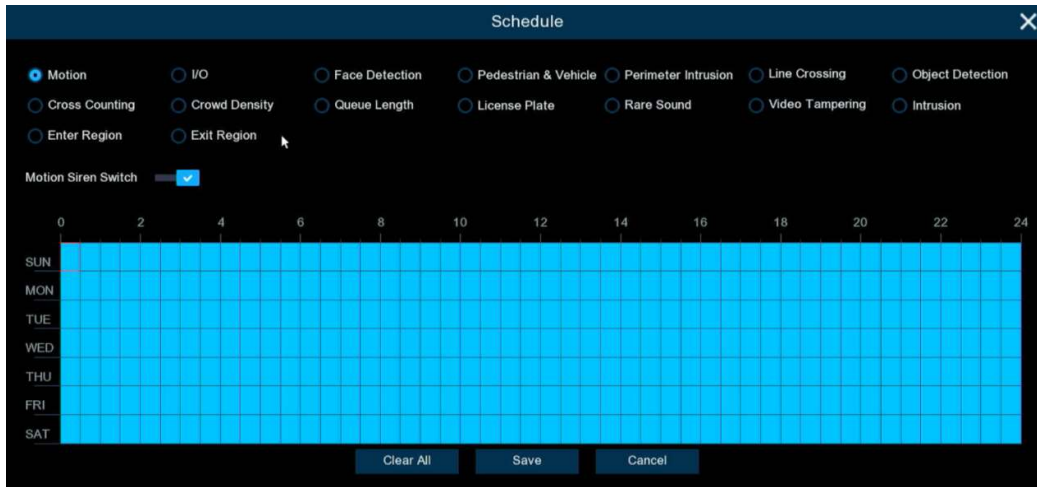 Schedule
Motion I/O Face Detection Pedestrian & Vehicle Perimeter Intrusion Line Crossing Object Detection
Cross Counting Crowd Density Queue Length License Plate Rare Sound Video Tampering Intrusion
Enter Region Exit Region
Motion Siren Switch
0 2 4 6 8 10 12 14 16 18 20 22 24
SUN
MON
TUE
WED
THU
FRI
SAT
Clear All Save Cancel